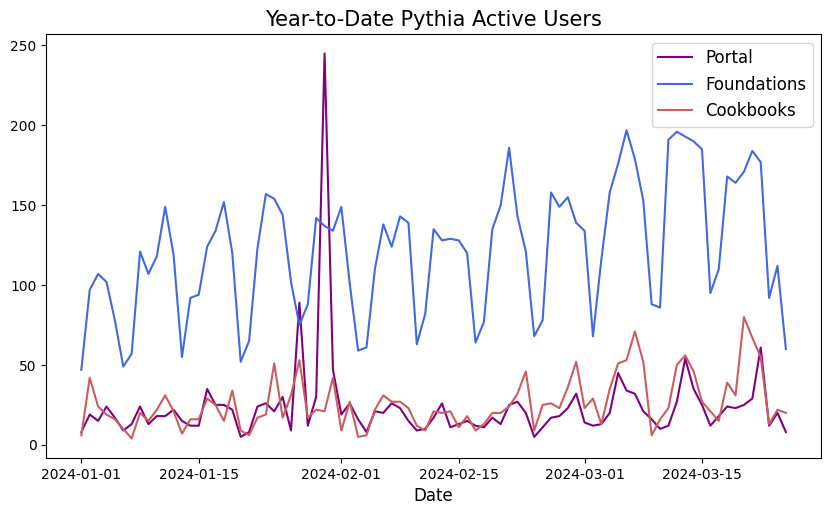 Year-to-Date Pythia Active Users
250
200
150
100
50
0
Portal
Foundations
Cookbooks
2024-01-01
2024-01-15
2024-02-01
2024-02-15
2024-03-01
2024-03-15
Date